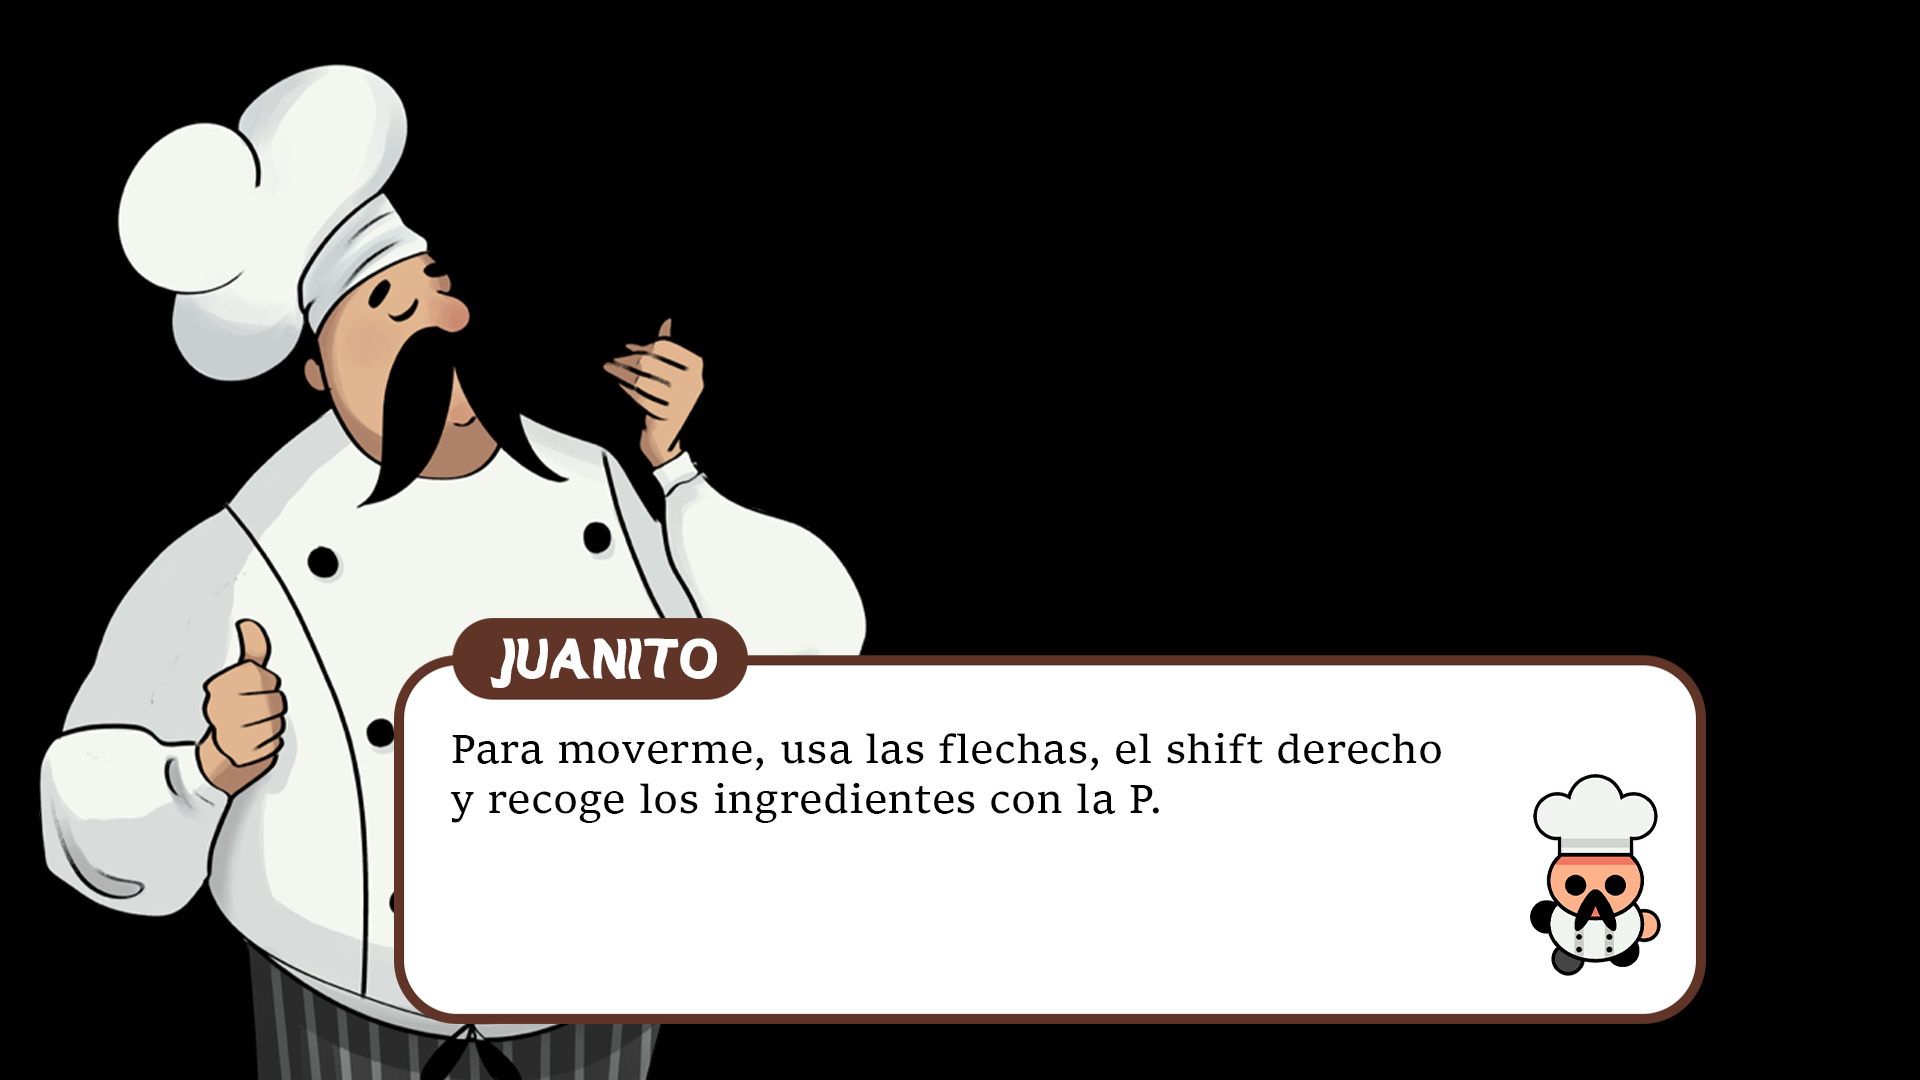 JUANITO
Para moverme, usa las flechas, el shift derecho
y recoge los ingredientes con la P.